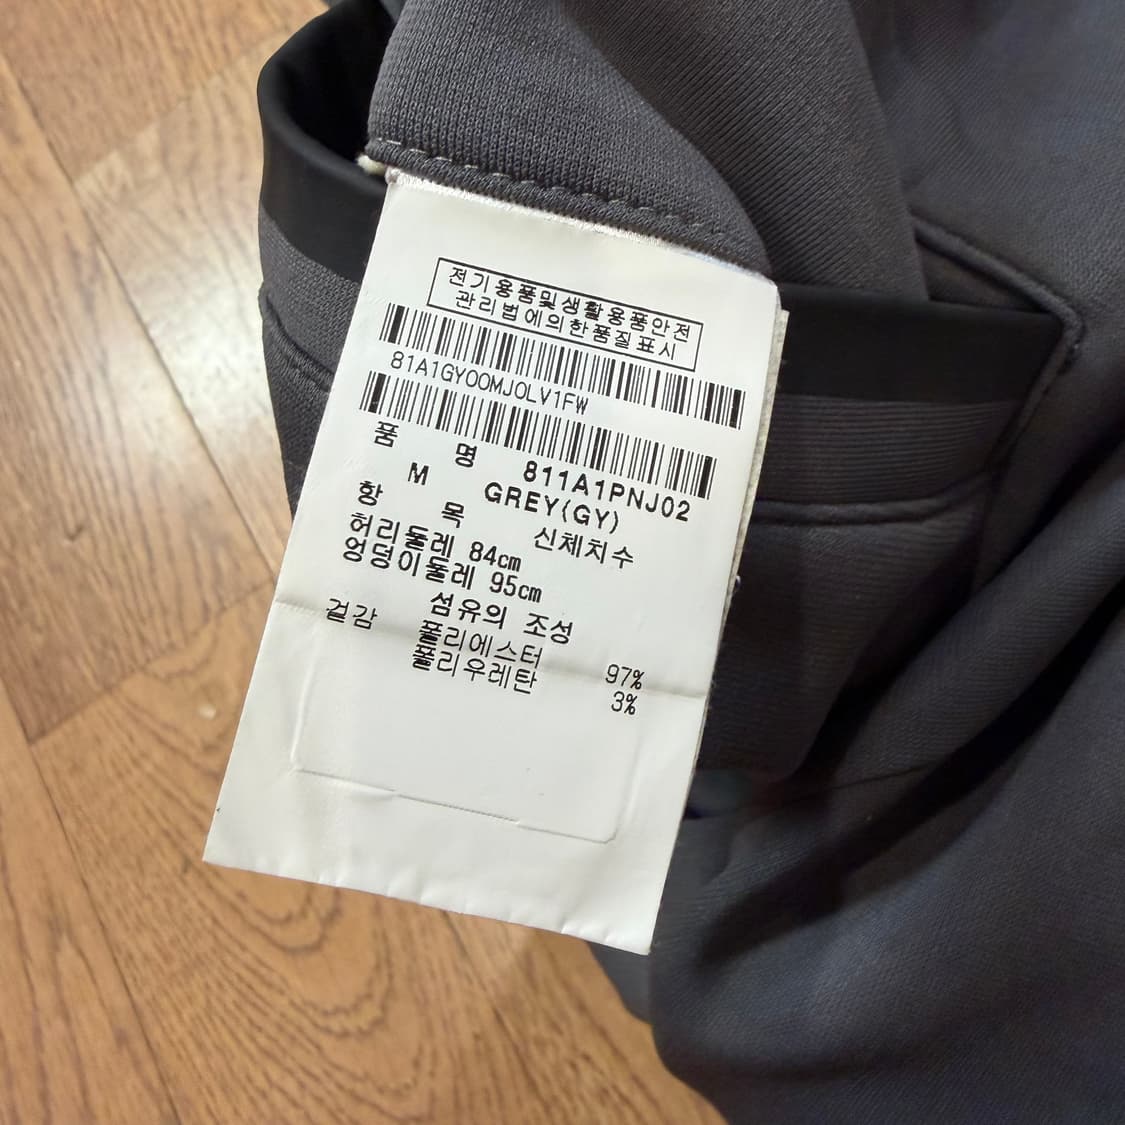 전기용품및생활용품안전
관리법에의한품질표시
81A1GY00MJOLV1FW
품 명 811A1PNJ02
M GREY(GY)
항 목 신체치수
허리둘레 84cm
엉덩이둘레 95cm
섬유의 조성
겉감 폴리에스터 97%
폴리우레탄 3%